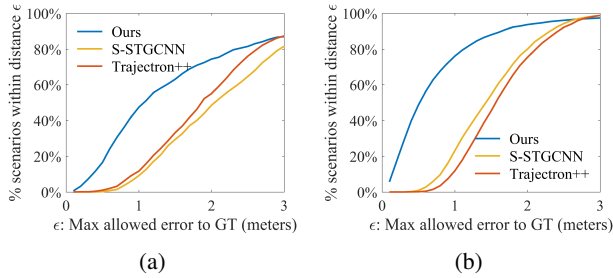 % scenarios within distance ϵ
100%
80%
60%
40%
20%
0%
Ours
S-STGCNN
Trajectron++
0 1 2 3
ϵ: Max allowed error to GT (meters)
(a)
% scenarios within distance ϵ
100%
80%
60%
40%
20%
0%
Ours
S-STGCNN
Trajectron++
0 1 2 3
ϵ: Max allowed error to GT (meters)
(b)